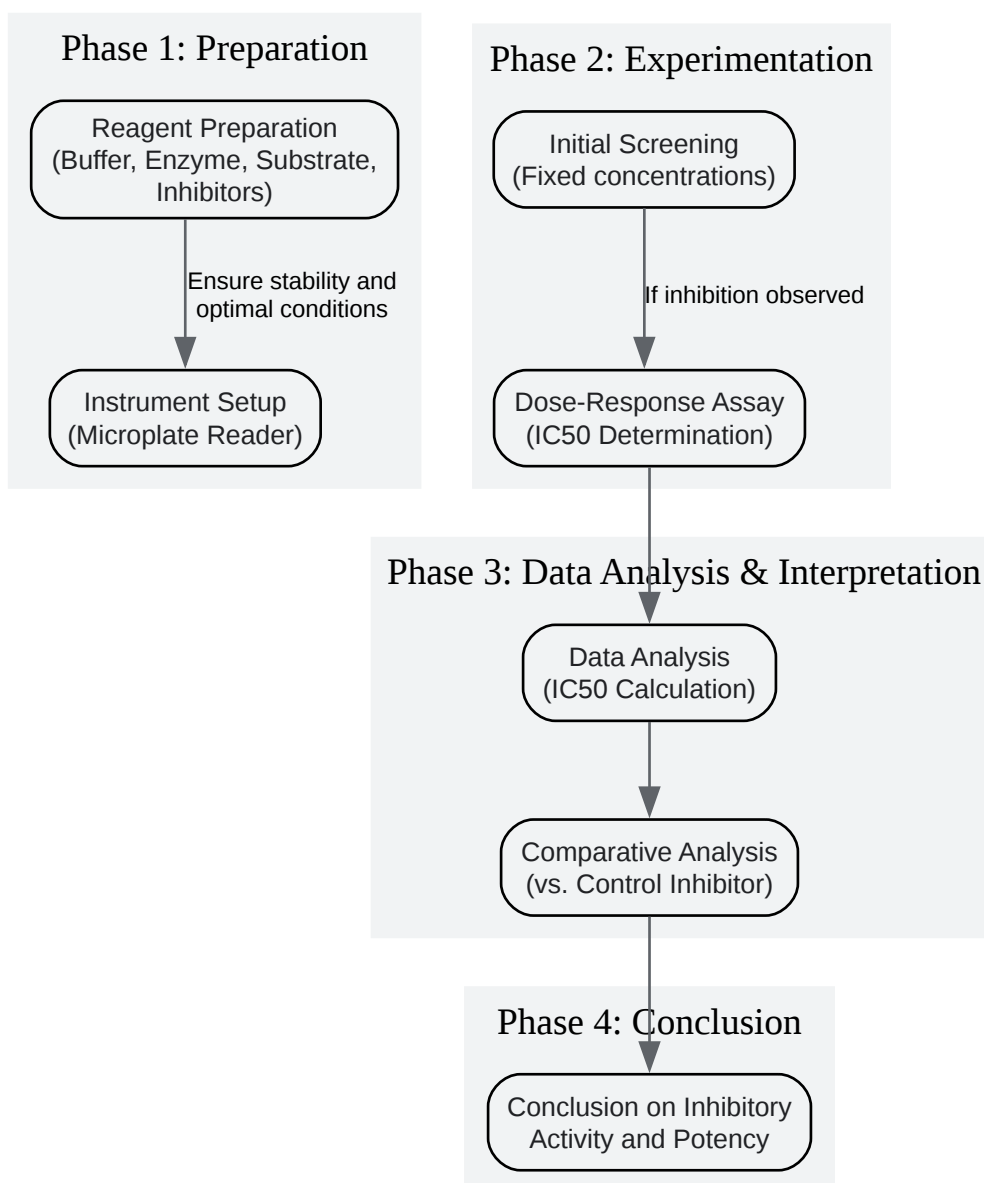 Phase 1: Preparation
Reagent Preparation
(Buffer, Enzyme, Substrate,
Inhibitors)
Ensure stability and
optimal conditions
Instrument Setup
(Microplate Reader)
Phase 2: Experimentation
Initial Screening
(Fixed concentrations)
If inhibition observed
Dose-Response Assay
(IC50 Determination)
Phase 3: Data Analysis & Interpretation
Data Analysis
(IC50 Calculation)
Comparative Analysis
(vs. Control Inhibitor)
Phase 4: Conclusion
Conclusion on Inhibitory
Activity and Potency